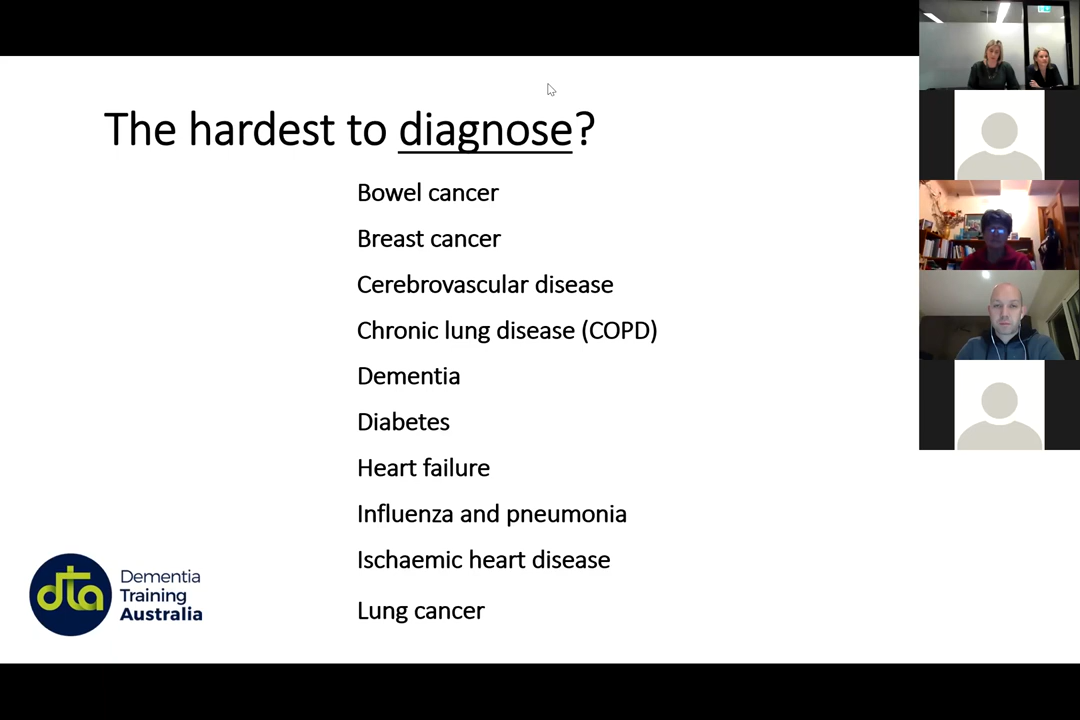 The hardest to diagnose?
Bowel cancer
Breast cancer
Cerebrovascular disease
Chronic lung disease (COPD)
Dementia
Diabetes
Heart failure
Influenza and pneumonia
Ischaemic heart disease
Lung cancer
dta
Dementia
Training
Australia